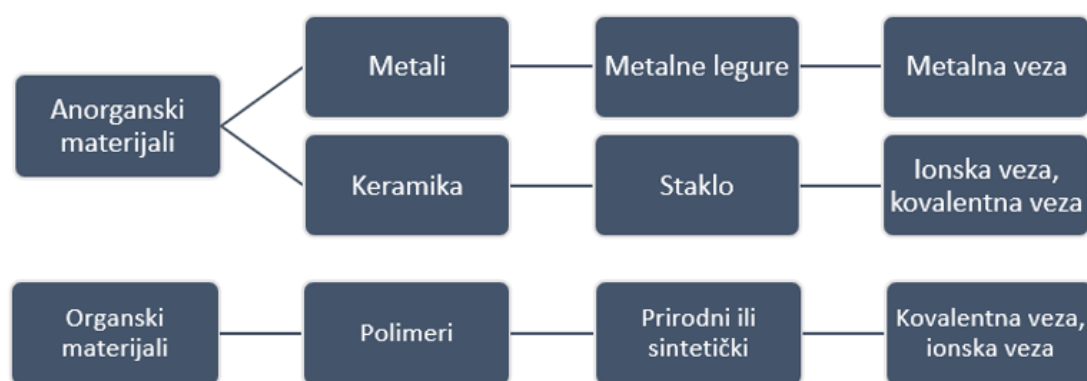 Anorganski
materijali
Metali
Metalne legure
Metalna veza
Keramika
Staklo
Ionska veza,
kovalentna veza
Organski
materijali
Polimeri
Prirodni ili
sintetički
Kovalentna veza,
ionska veza